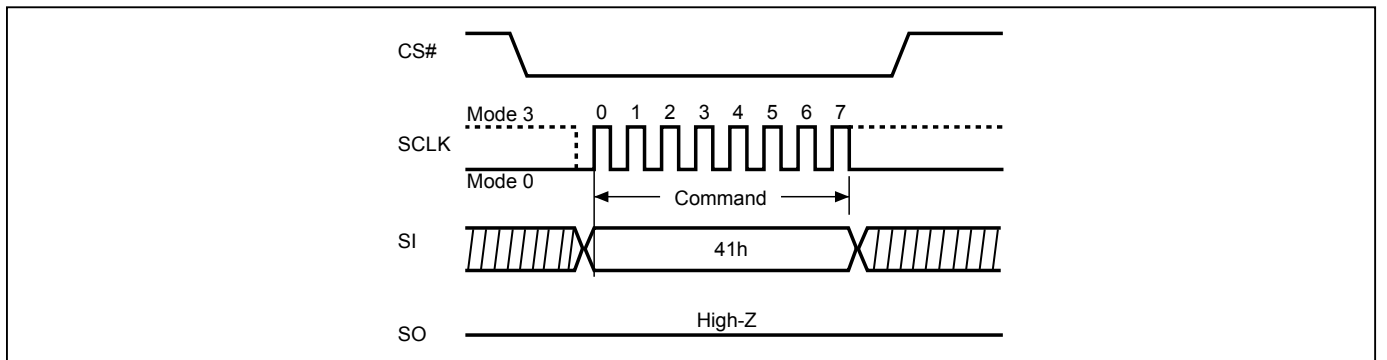 CS#
Mode 3 0 1 2 3 4 5 6 7
SCLK
Mode 0
Command
SI 41h
High-Z
SO